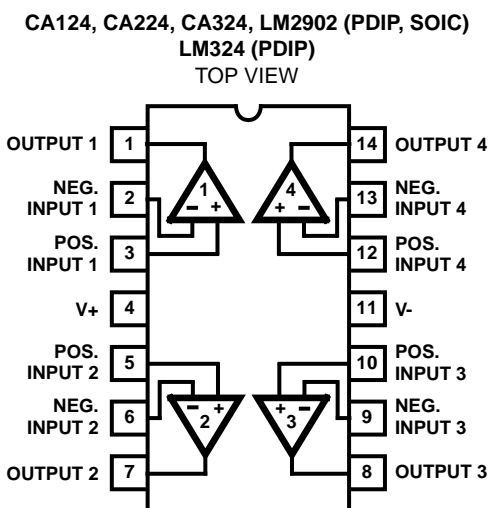 CA124, CA224, CA324, LM2902 (PDIP, SOIC)
LM324 (PDIP)
TOP VIEW
OUTPUT 1 1
NEG. INPUT 1 2
POS. INPUT 1 3
V+ 4
POS. INPUT 2 5
NEG. INPUT 2 6
OUTPUT 2 7
14 OUTPUT 4
13 NEG. INPUT 4
12 POS. INPUT 4
11 V-
10 POS. INPUT 3
9 NEG. INPUT 3
8 OUTPUT 3
1
- +
4
+ -
- +
2
+ -
3